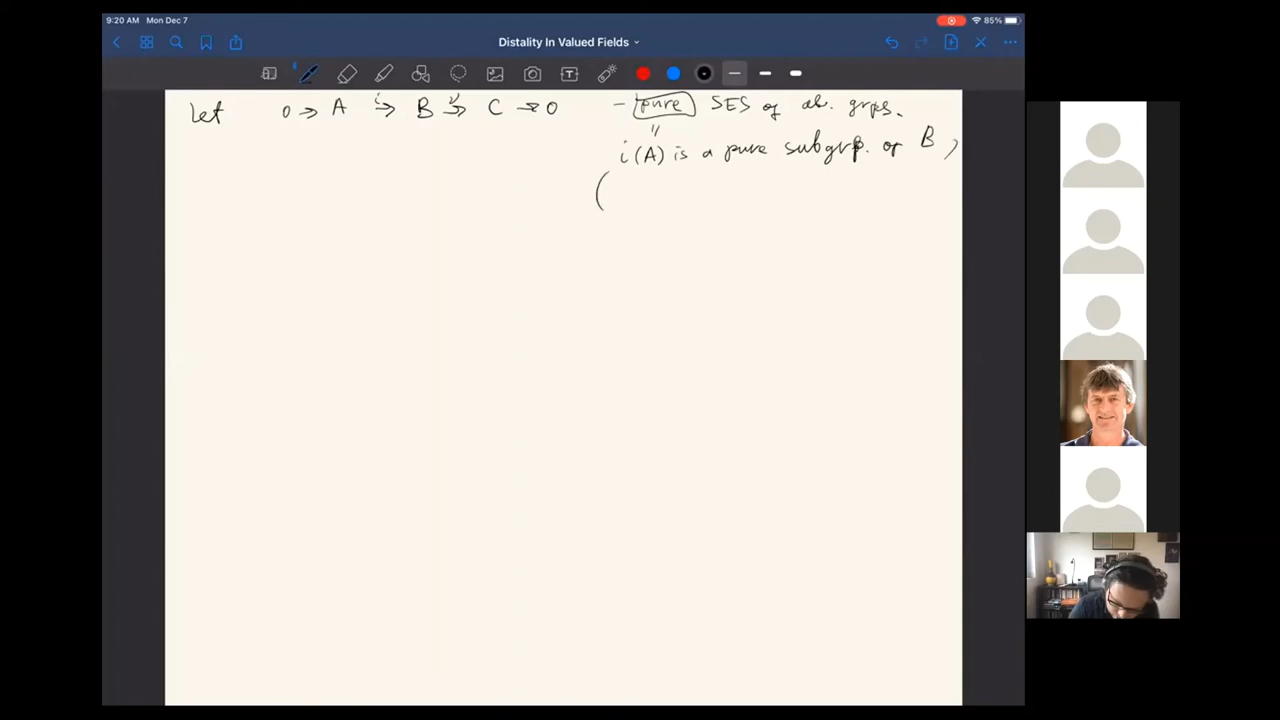 9:20 AM Mon Dec 7
85%
Distality In Valued Fields
Let 0 → A →i B →ν C → 0 - pure SES of ab. grps.
"
i(A) is a pure subgrp. of B,
(